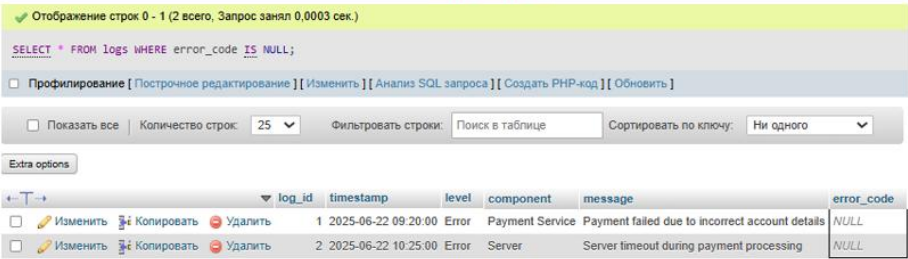 Отображение строк 0 - 1 (2 всего, Запрос занял 0,0003 сек.)
SELECT * FROM logs WHERE error_code IS NULL;
Профилирование [ Построчное редактирование ] [ Изменить ] [ Анализ SQL запроса ] [ Создать PHP-код ] [ Обновить ]
Показать все | Количество строк: 25 Фильтровать строки: Поиск в таблице Сортировать по ключу: Ни одного
Extra options
log_id timestamp level component message error_code
Изменить Копировать Удалить 1 2025-06-22 09:20:00 Error Payment Service Payment failed due to incorrect account details NULL
Изменить Копировать Удалить 2 2025-06-22 10:25:00 Error Server Server timeout during payment processing NULL